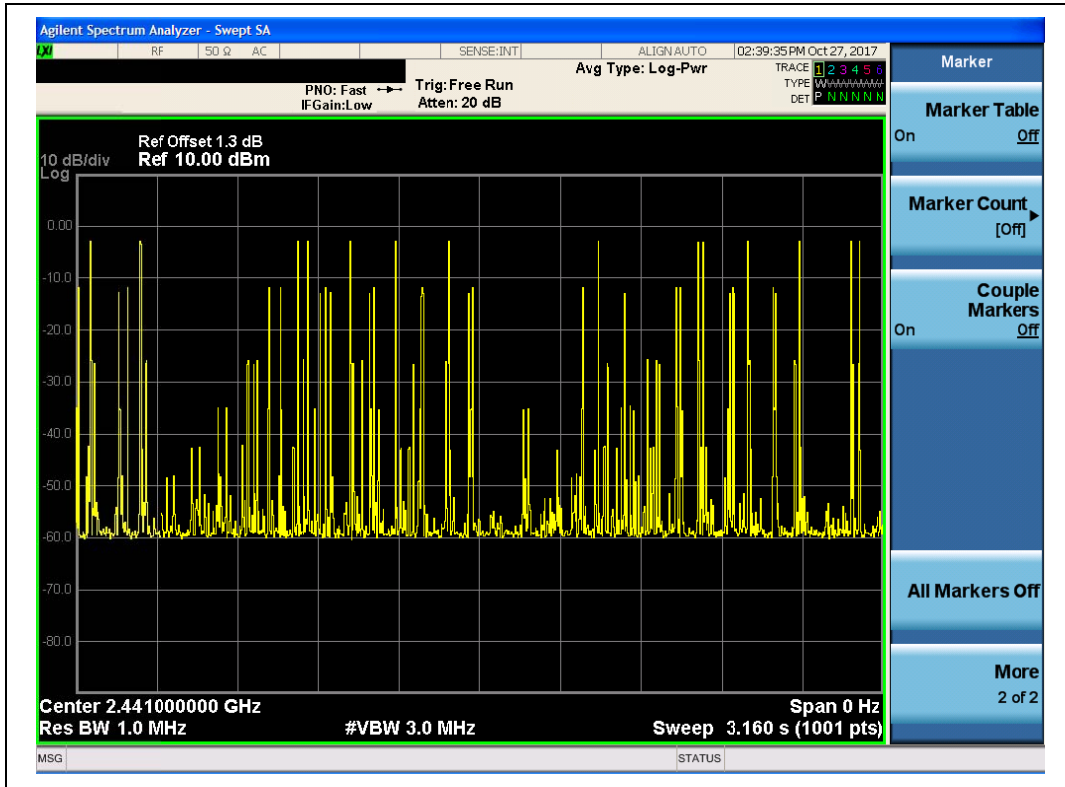 Agilent Spectrum Analyzer - Swept SA
LXI RF 50 Ω AC SENSE:INT ALIGN AUTO 02:39:35 PM Oct 27, 2017
Avg Type: Log-Pwr
TRACE 1 2 3 4 5 6
PNO: Fast
Trig: Free Run
TYPE WWWWWW
IFGain:Low
Atten: 20 dB
DET P N N N N N
Ref Offset 1.3 dB
10 dB/div Ref 10.00 dBm
Log
0.00
-10.0
-20.0
-30.0
-40.0
-50.0
-60.0
-70.0
-80.0
Center 2.441000000 GHz
Span 0 Hz
Res BW 1.0 MHz
#VBW 3.0 MHz
Sweep 3.160 s (1001 pts)
MSG
STATUS
Marker
Marker Table
On Off
Marker Count
[Off]
Couple
Markers
On Off
All Markers Off
More
2 of 2